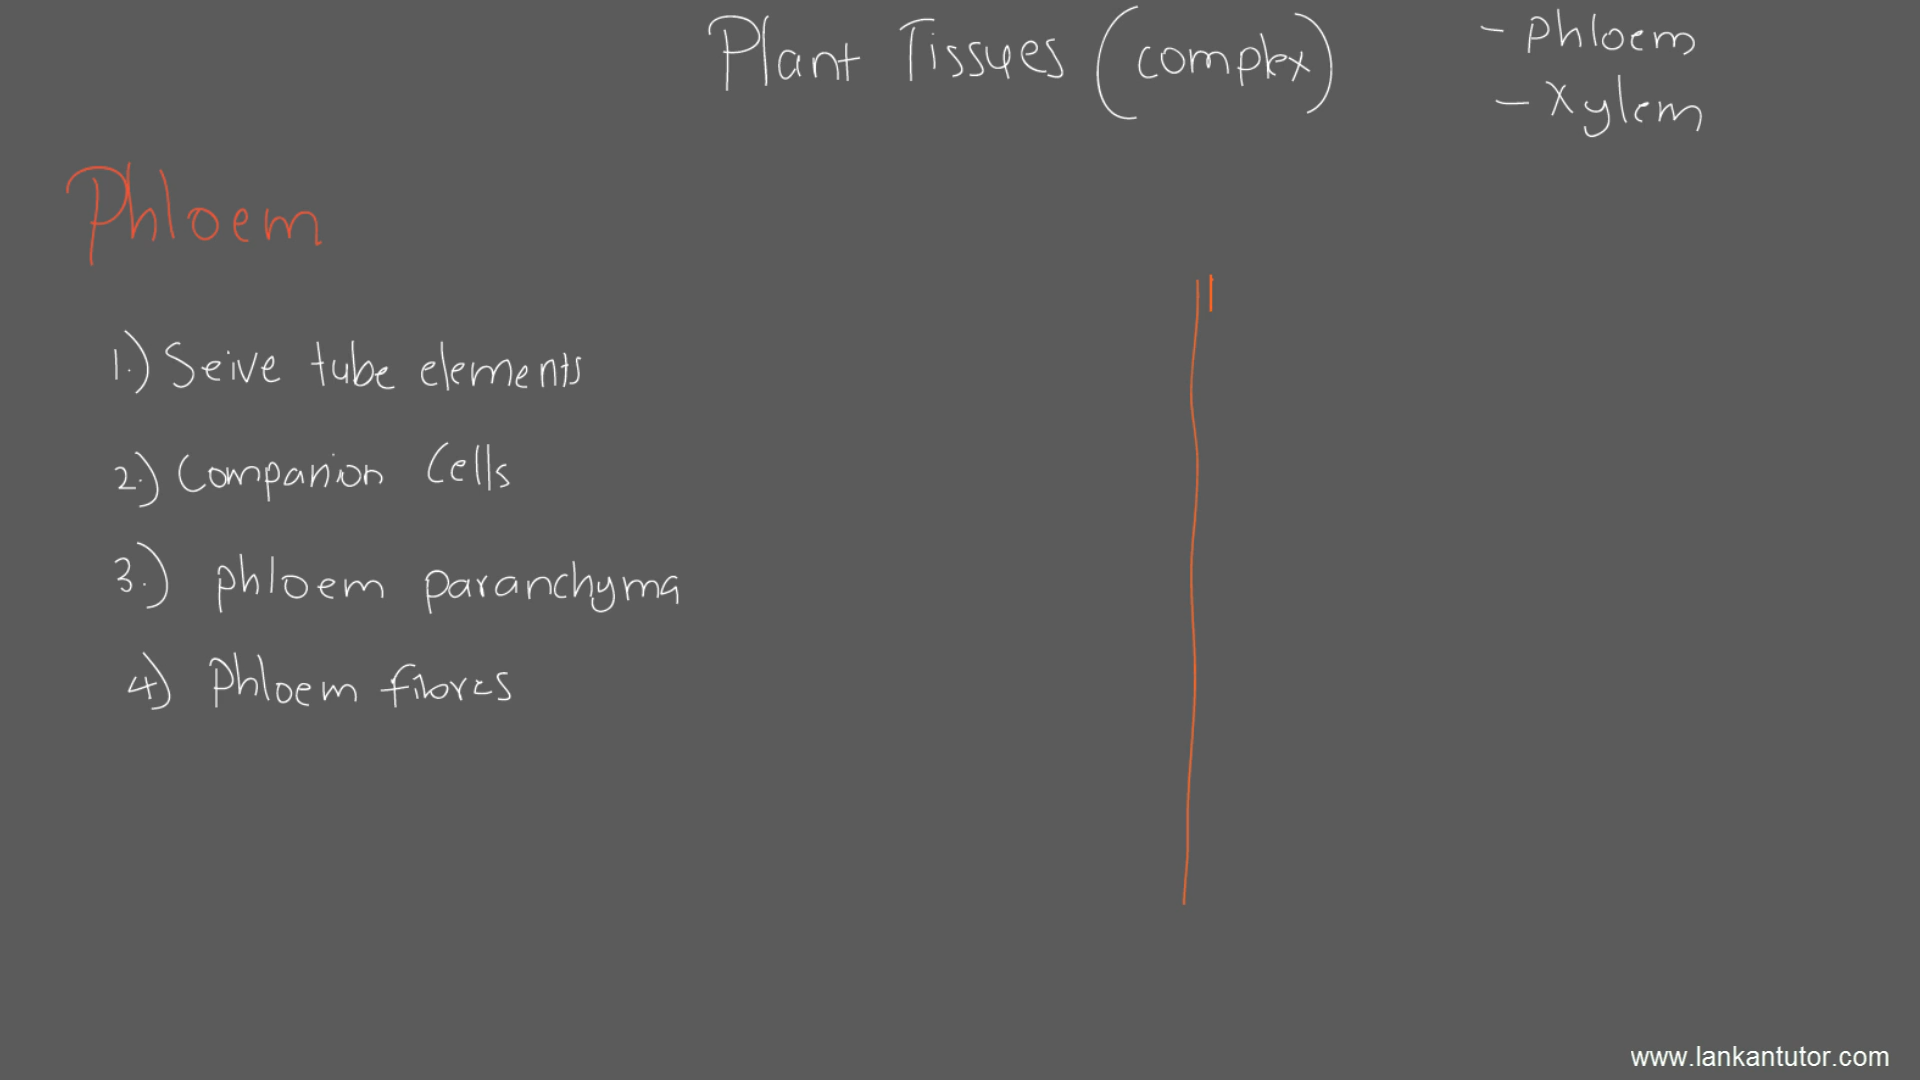 Plant Tissues (complex)
- Phloem
- Xylem
Phloem
1.) Seive tube elements
2.) Companion Cells
3.) phloem paranchyma
4) Phloem fibres
www.lankantutor.com